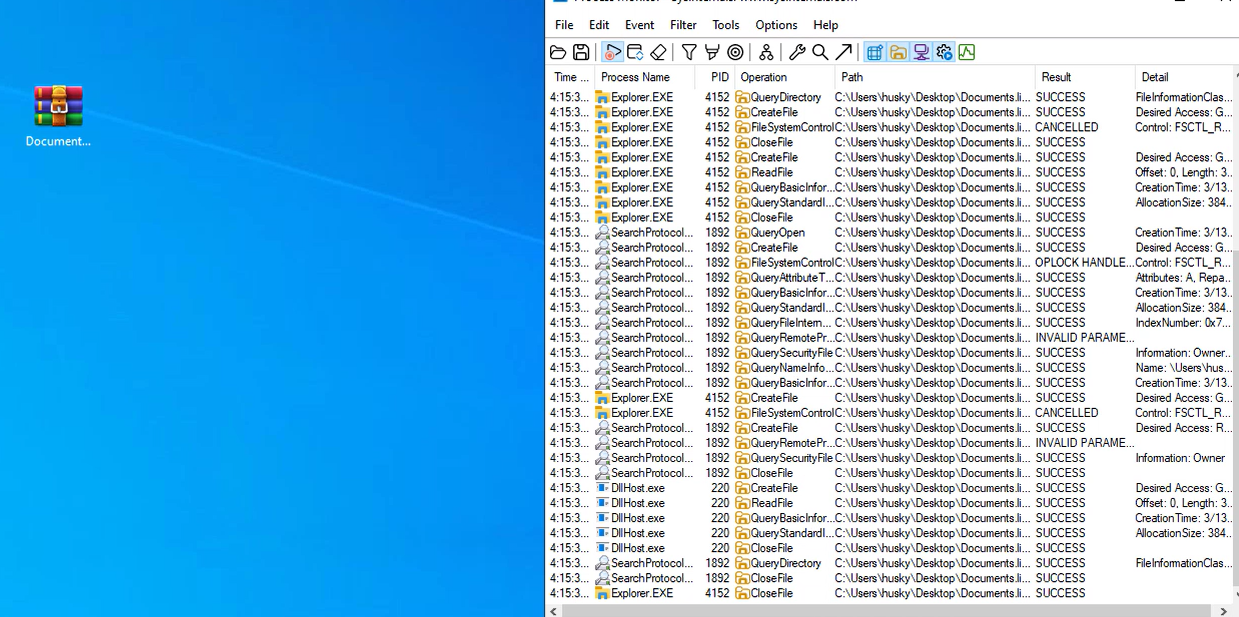 File Edit Event Filter Tools Options Help
Time ... Process Name PID Operation Path Result Detail
4:15:3... Explorer.EXE 4152 QueryDirectory C:\Users\husky\Desktop\Documents.li... SUCCESS FileInformationClas...
4:15:3... Explorer.EXE 4152 CreateFile C:\Users\husky\Desktop\Documents.li... SUCCESS Desired Access: G...
4:15:3... Explorer.EXE 4152 FileSystemControl C:\Users\husky\Desktop\Documents.li... CANCELLED Control: FSCTL_R...
Document... 4:15:3... Explorer.EXE 4152 CloseFile C:\Users\husky\Desktop\Documents.li... SUCCESS
4:15:3... Explorer.EXE 4152 CreateFile C:\Users\husky\Desktop\Documents.li... SUCCESS Desired Access: G...
4:15:3... Explorer.EXE 4152 ReadFile C:\Users\husky\Desktop\Documents.li... SUCCESS Offset: 0, Length: 3...
4:15:3... Explorer.EXE 4152 QueryBasicInfor... C:\Users\husky\Desktop\Documents.li... SUCCESS CreationTime: 3/13...
4:15:3... Explorer.EXE 4152 QueryStandardI... C:\Users\husky\Desktop\Documents.li... SUCCESS AllocationSize: 384...
4:15:3... Explorer.EXE 4152 CloseFile C:\Users\husky\Desktop\Documents.li... SUCCESS
4:15:3... SearchProtocol... 1892 QueryOpen C:\Users\husky\Desktop\Documents.li... SUCCESS CreationTime: 3/13...
4:15:3... SearchProtocol... 1892 CreateFile C:\Users\husky\Desktop\Documents.li... SUCCESS Desired Access: G...
4:15:3... SearchProtocol... 1892 FileSystemControl C:\Users\husky\Desktop\Documents.li... OPLOCK HANDLE... Control: FSCTL_R...
4:15:3... SearchProtocol... 1892 QueryAttributeT... C:\Users\husky\Desktop\Documents.li... SUCCESS Attributes: A, Repa...
4:15:3... SearchProtocol... 1892 QueryBasicInfor... C:\Users\husky\Desktop\Documents.li... SUCCESS CreationTime: 3/13...
4:15:3... SearchProtocol... 1892 QueryStandardI... C:\Users\husky\Desktop\Documents.li... SUCCESS AllocationSize: 384...
4:15:3... SearchProtocol... 1892 QueryFileIntern... C:\Users\husky\Desktop\Documents.li... SUCCESS IndexNumber: 0x7...
4:15:3... SearchProtocol... 1892 QueryRemotePr... C:\Users\husky\Desktop\Documents.li... INVALID PARAME...
4:15:3... SearchProtocol... 1892 QuerySecurityFile C:\Users\husky\Desktop\Documents.li... SUCCESS Information: Owner...
4:15:3... SearchProtocol... 1892 QueryNameInfo... C:\Users\husky\Desktop\Documents.li... SUCCESS Name: \Users\hus...
4:15:3... SearchProtocol... 1892 QueryBasicInfor... C:\Users\husky\Desktop\Documents.li... SUCCESS CreationTime: 3/13...
4:15:3... Explorer.EXE 4152 CreateFile C:\Users\husky\Desktop\Documents.li... SUCCESS Desired Access: G...
4:15:3... Explorer.EXE 4152 FileSystemControl C:\Users\husky\Desktop\Documents.li... CANCELLED Control: FSCTL_R...
4:15:3... SearchProtocol... 1892 CreateFile C:\Users\husky\Desktop\Documents.li... SUCCESS Desired Access: R...
4:15:3... SearchProtocol... 1892 QueryRemotePr... C:\Users\husky\Desktop\Documents.li... INVALID PARAME...
4:15:3... SearchProtocol... 1892 QuerySecurityFile C:\Users\husky\Desktop\Documents.li... SUCCESS Information: Owner
4:15:3... SearchProtocol... 1892 CloseFile C:\Users\husky\Desktop\Documents.li... SUCCESS
4:15:3... DllHost.exe 220 CreateFile C:\Users\husky\Desktop\Documents.li... SUCCESS Desired Access: G...
4:15:3... DllHost.exe 220 ReadFile C:\Users\husky\Desktop\Documents.li... SUCCESS Offset: 0, Length: 3...
4:15:3... DllHost.exe 220 QueryBasicInfor... C:\Users\husky\Desktop\Documents.li... SUCCESS CreationTime: 3/13...
4:15:3... DllHost.exe 220 QueryStandardI... C:\Users\husky\Desktop\Documents.li... SUCCESS AllocationSize: 384...
4:15:3... DllHost.exe 220 CloseFile C:\Users\husky\Desktop\Documents.li... SUCCESS
4:15:3... SearchProtocol... 1892 QueryDirectory C:\Users\husky\Desktop\Documents.li... SUCCESS FileInformationClas...
4:15:3... SearchProtocol... 1892 CloseFile C:\Users\husky\Desktop\Documents.li... SUCCESS
4:15:3... Explorer.EXE 4152 CloseFile C:\Users\husky\Desktop\Documents.li... SUCCESS